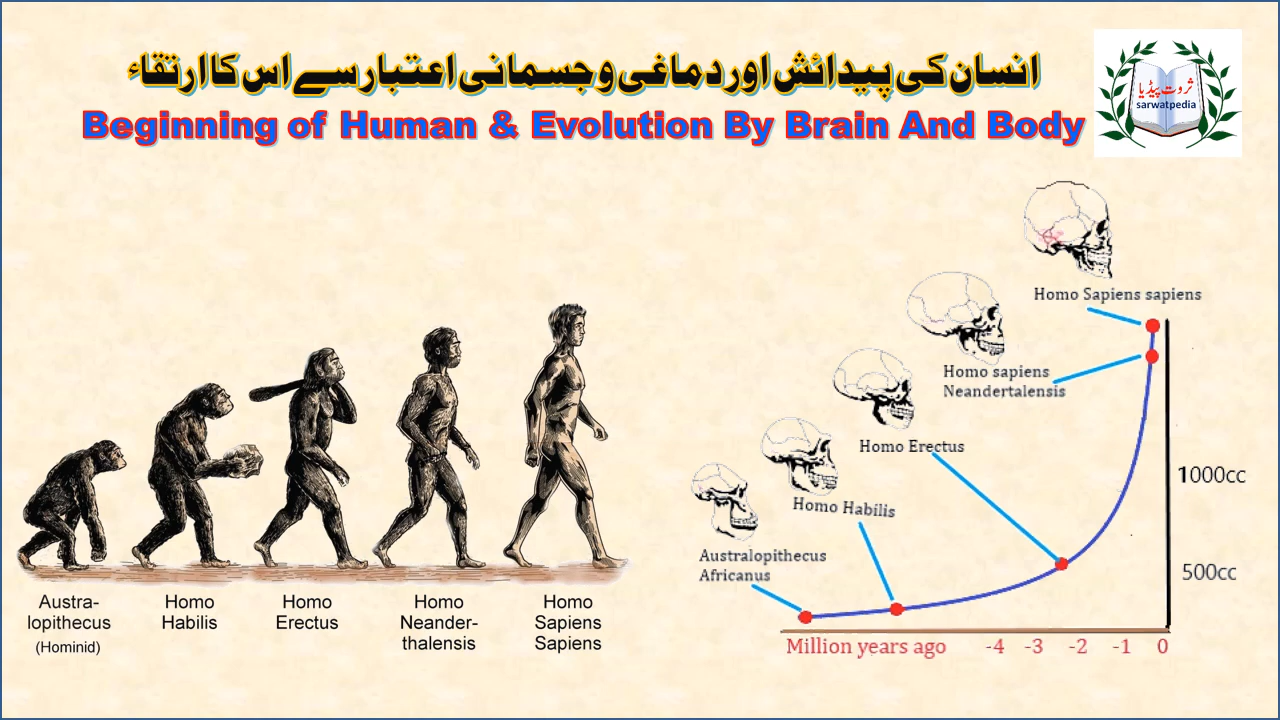 انسان کی پیدائش اور دماغی و جسمانی اعتبار سے اس کا ارتقاء
Beginning of Human & Evolution By Brain And Body
ثروت پیڈیا
sarwatpedia
Austra-
lopithecus
(Hominid)
Homo
Habilis
Homo
Erectus
Homo
Neander-
thalensis
Homo
Sapiens
Sapiens
Homo Sapiens sapiens
Homo sapiens
Neandertalensis
Homo Erectus
Homo Habilis
Australopithecus
Africanus
1000cc
500cc
Million years ago -4 -3 -2 -1 0